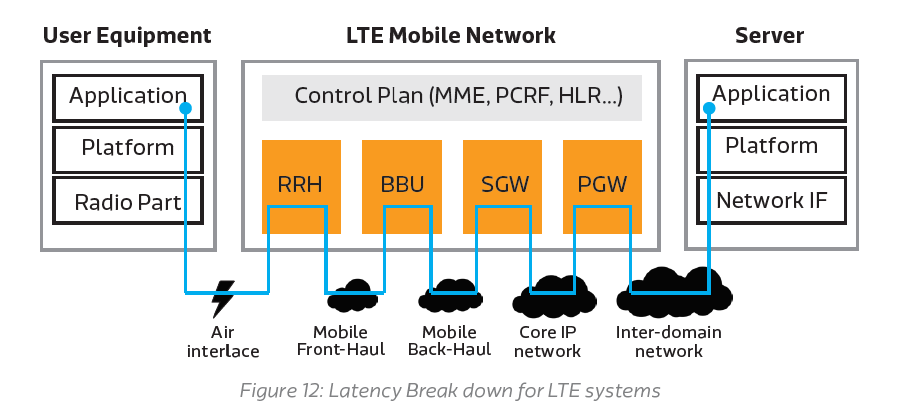 User Equipment
LTE Mobile Network
Server
Application
Platform
Radio Part
Control Plan (MME, PCRF, HLR...)
RRH
BBU
SGW
PGW
Application
Platform
Network IF
Air
interlace
Mobile
Front-Haul
Mobile
Back-Haul
Core IP
network
Inter-domain
network
Figure 12: Latency Break down for LTE systems